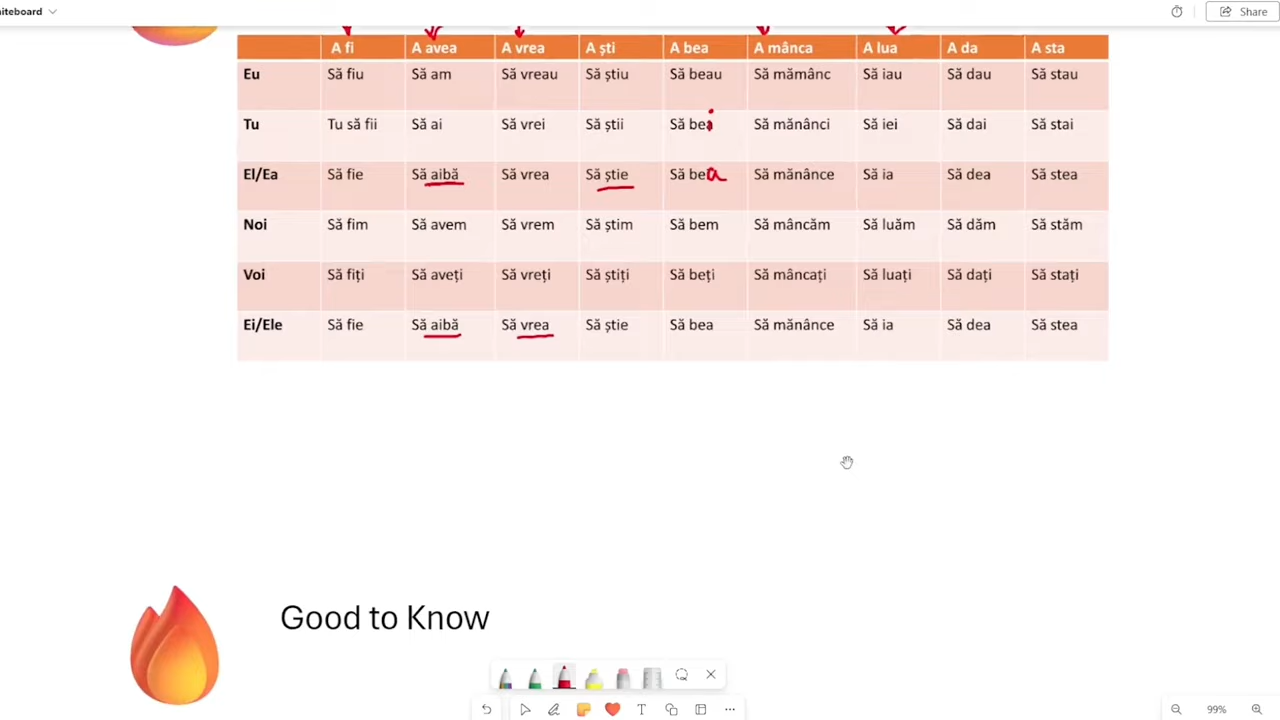 niteboard
Share
A fi A avea A vrea A ști A bea A mânca A lua A da A sta
Eu Să fiu Să am Să vreau Să știu Să beau Să mămânc Să iau Să dau Să stau
Tu Tu să fii Să ai Să vrei Să știi Să bei Să mănânci Să iei Să dai Să stai
El/Ea Să fie Să aibă Să vrea Să știe Să bea Să mănânce Să ia Să dea Să stea
Noi Să fim Să avem Să vrem Să știm Să bem Să mâncăm Să luăm Să dăm Să stăm
Voi Să fiți Să aveți Să vreți Să știți Să beți Să mâncați Să luați Să dați Să stați
Ei/Ele Să fie Să aibă Să vrea Să știe Să bea Să mănânce Să ia Să dea Să stea
Good to Know
99%